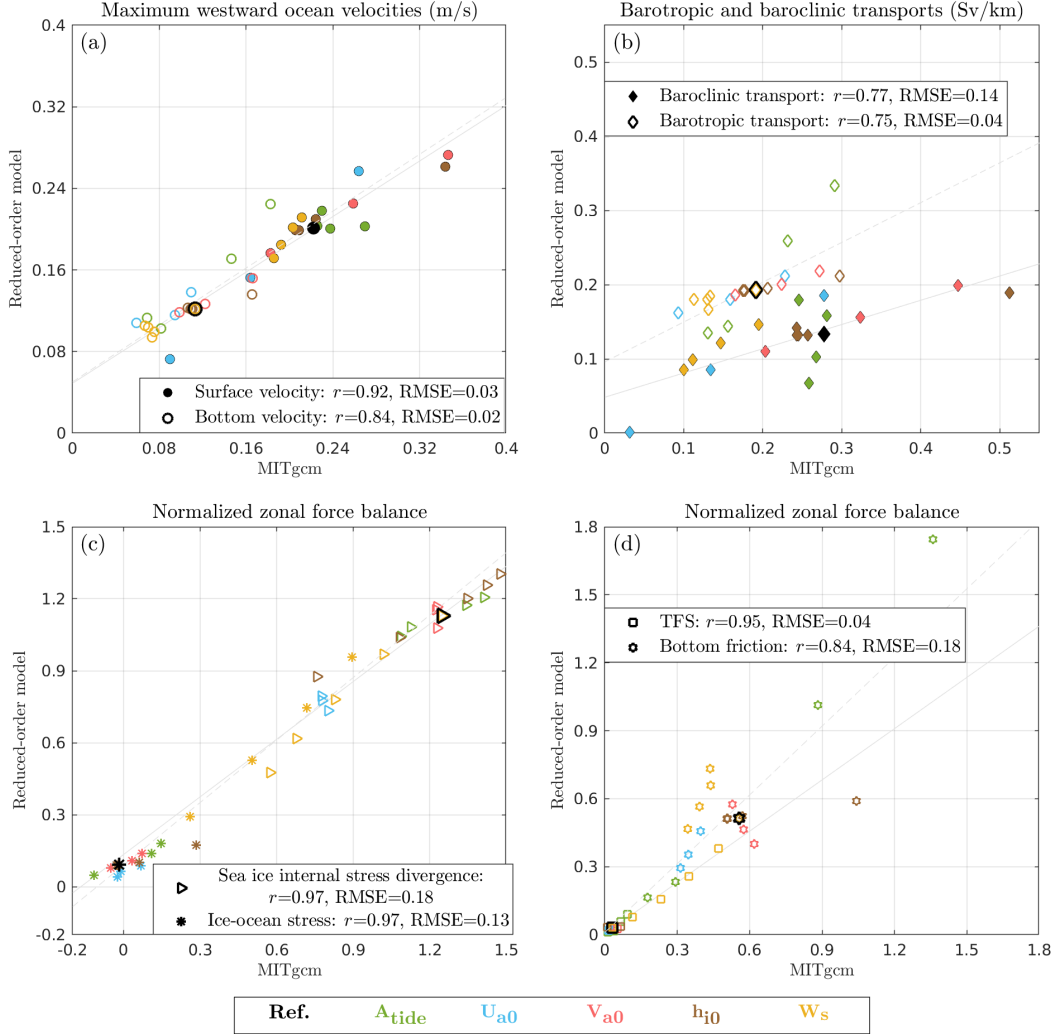 Maximum westward ocean velocities (m/s)
(a)
Reduced-order model
0.4
0.32
0.24
0.16
0.08
0
Surface velocity: r=0.92, RMSE=0.03
Bottom velocity: r=0.84, RMSE=0.02
0 0.08 0.16 0.24 0.32 0.4
MITgcm
Barotropic and baroclinic transports (Sv/km)
(b)
Reduced-order model
0.5
0.4
0.3
0.2
0.1
0
Baroclinic transport: r=0.77, RMSE=0.14
Barotropic transport: r=0.75, RMSE=0.04
0 0.1 0.2 0.3 0.4 0.5
MITgcm
Normalized zonal force balance
(c)
Reduced-order model
1.5
1.2
0.9
0.6
0.3
0
-0.2
Sea ice internal stress divergence:
r=0.97, RMSE=0.18
Ice-ocean stress: r=0.97, RMSE=0.13
-0.2 0 0.3 0.6 0.9 1.2 1.5
MITgcm
Normalized zonal force balance
(d)
Reduced-order model
1.8
1.5
1.2
0.9
0.6
0.3
0
TFS: r=0.95, RMSE=0.04
Bottom friction: r=0.84, RMSE=0.18
0 0.3 0.6 0.9 1.2 1.5 1.8
MITgcm
Ref. A_tide U_a0 V_a0 h_i0 W_s